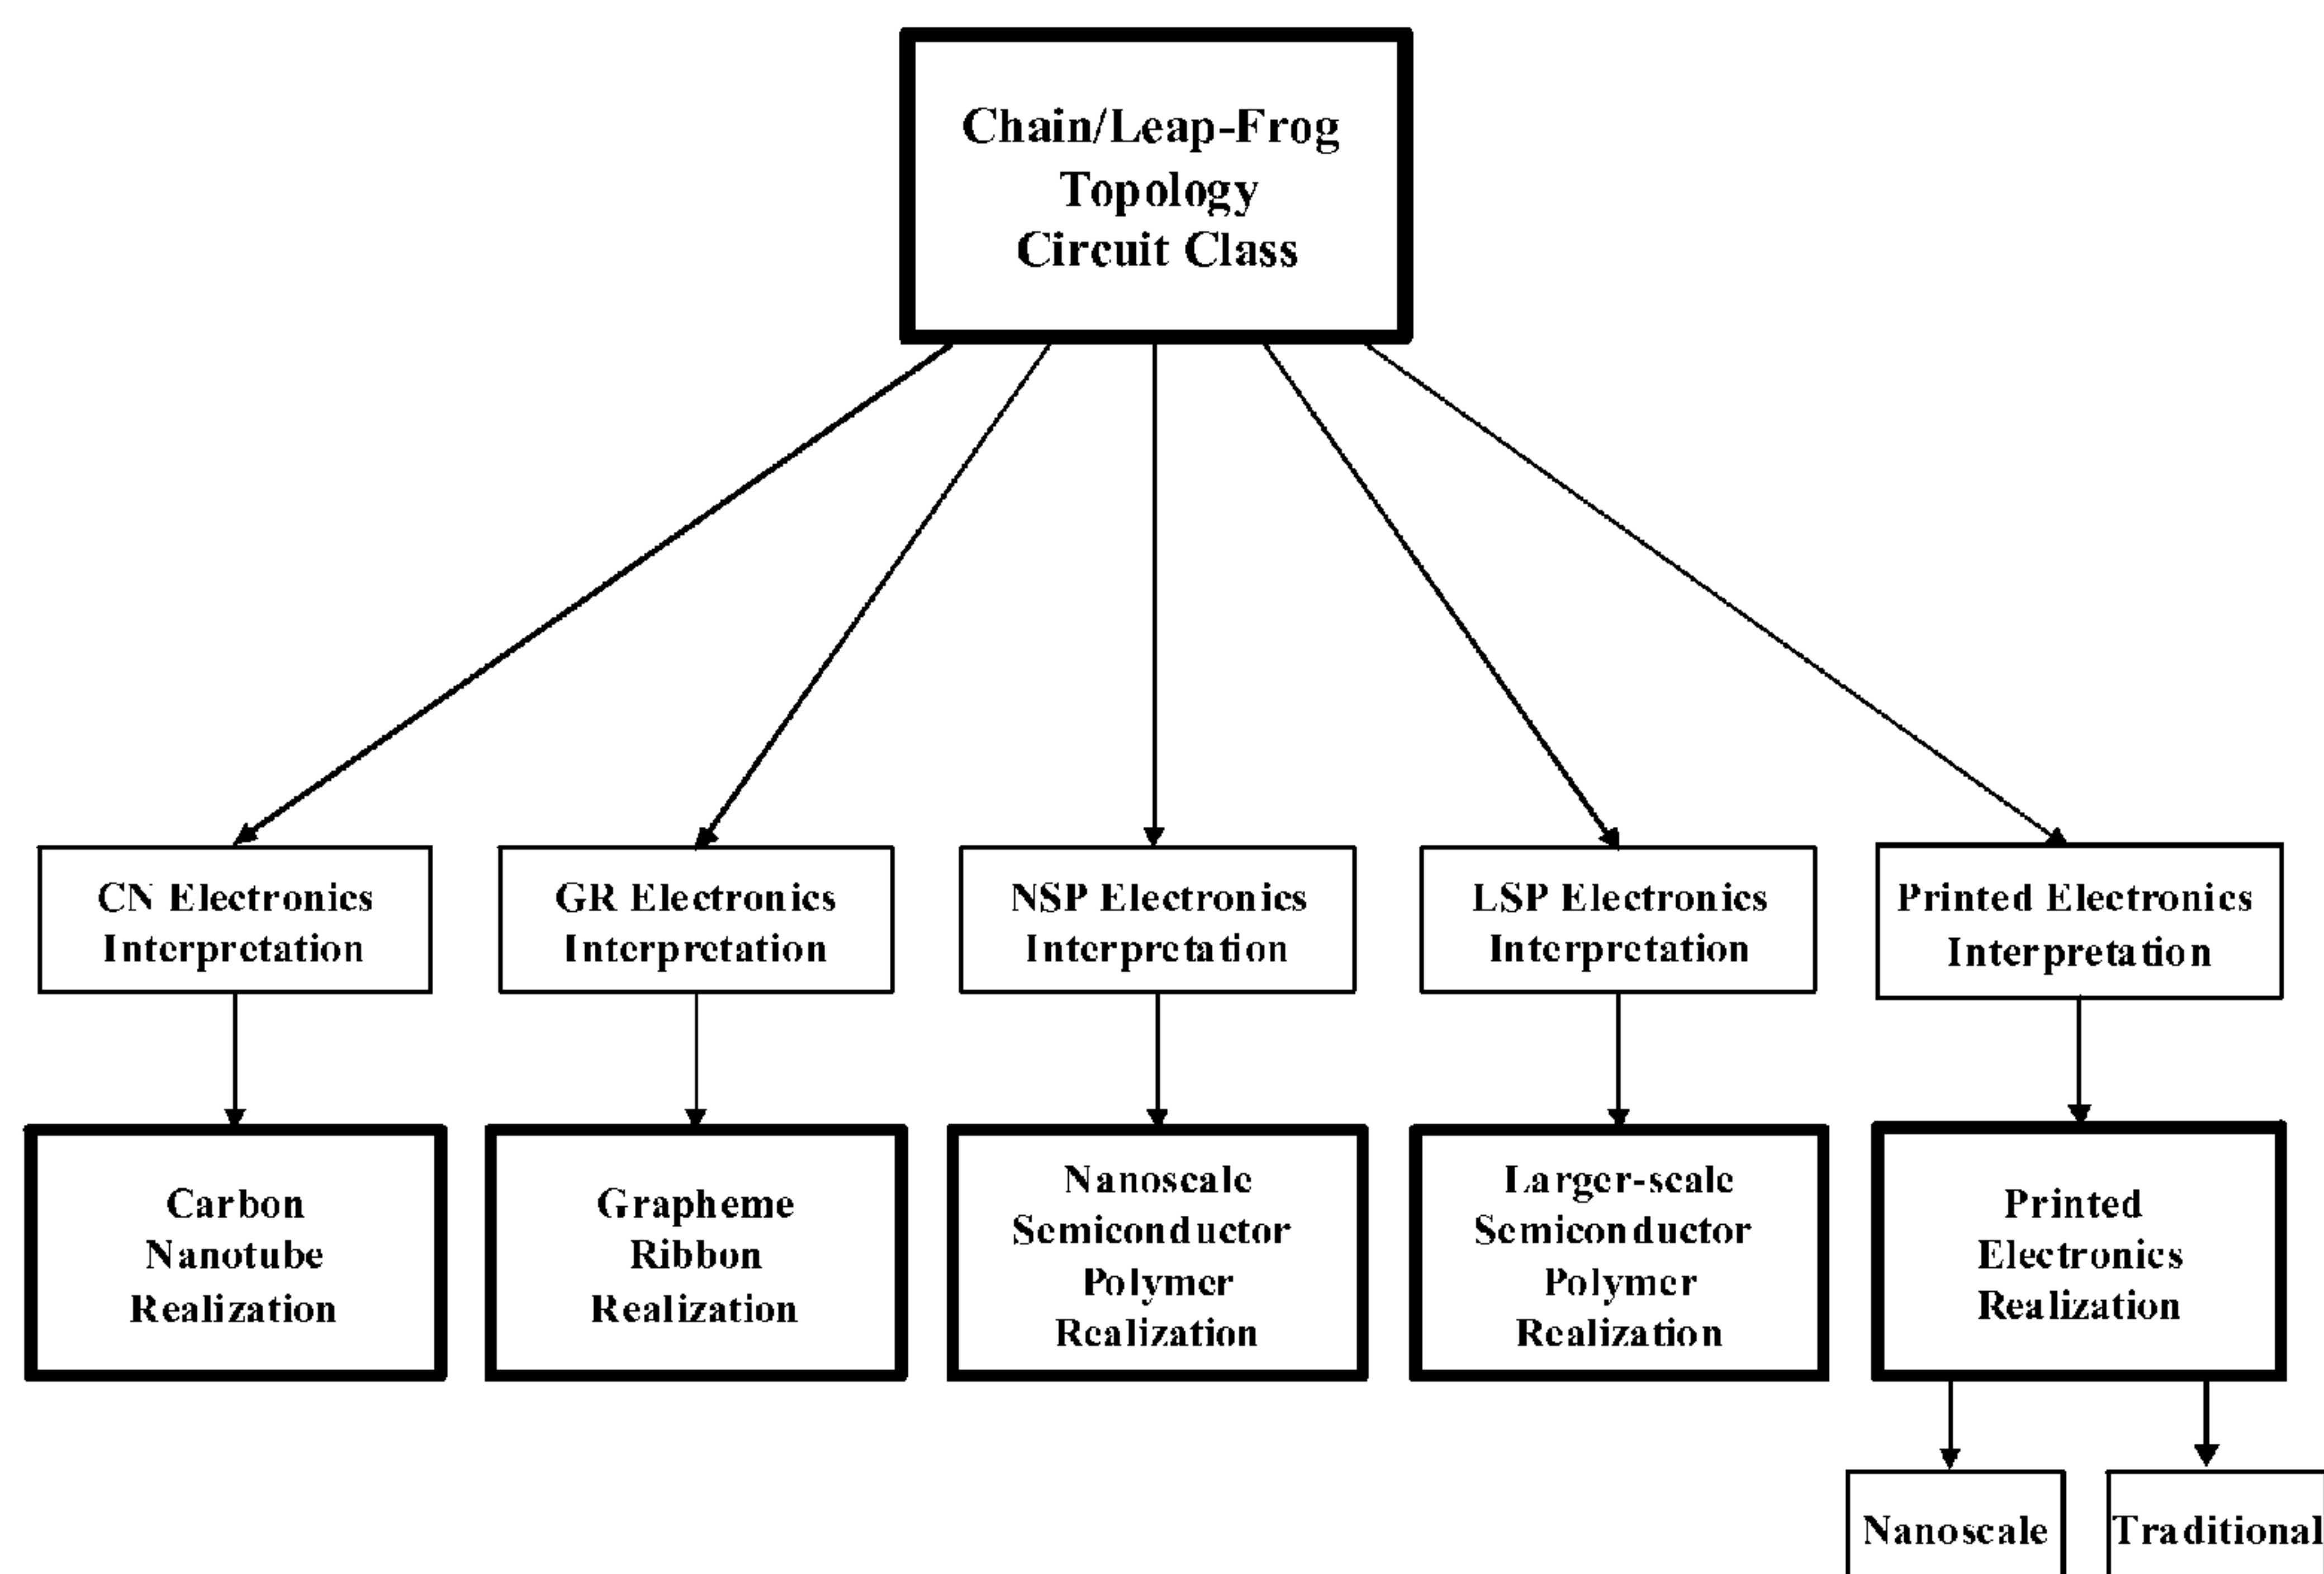 Chain/Leap-Frog
Topology
Circuit Class
CN Electronics
Interpretation
GR Electronics
Interpretation
NSP Electronics
Interpretation
LSP Electronics
Interpretation
Printed Electronics
Interpretation
Carbon
Nanotube
Realization
Grapheme
Ribbon
Realization
Nanoscale
Semiconductor
Polymer
Realization
Larger-scale
Semiconductor
Polymer
Realization
Printed
Electronics
Realization
Nanoscale
Traditional